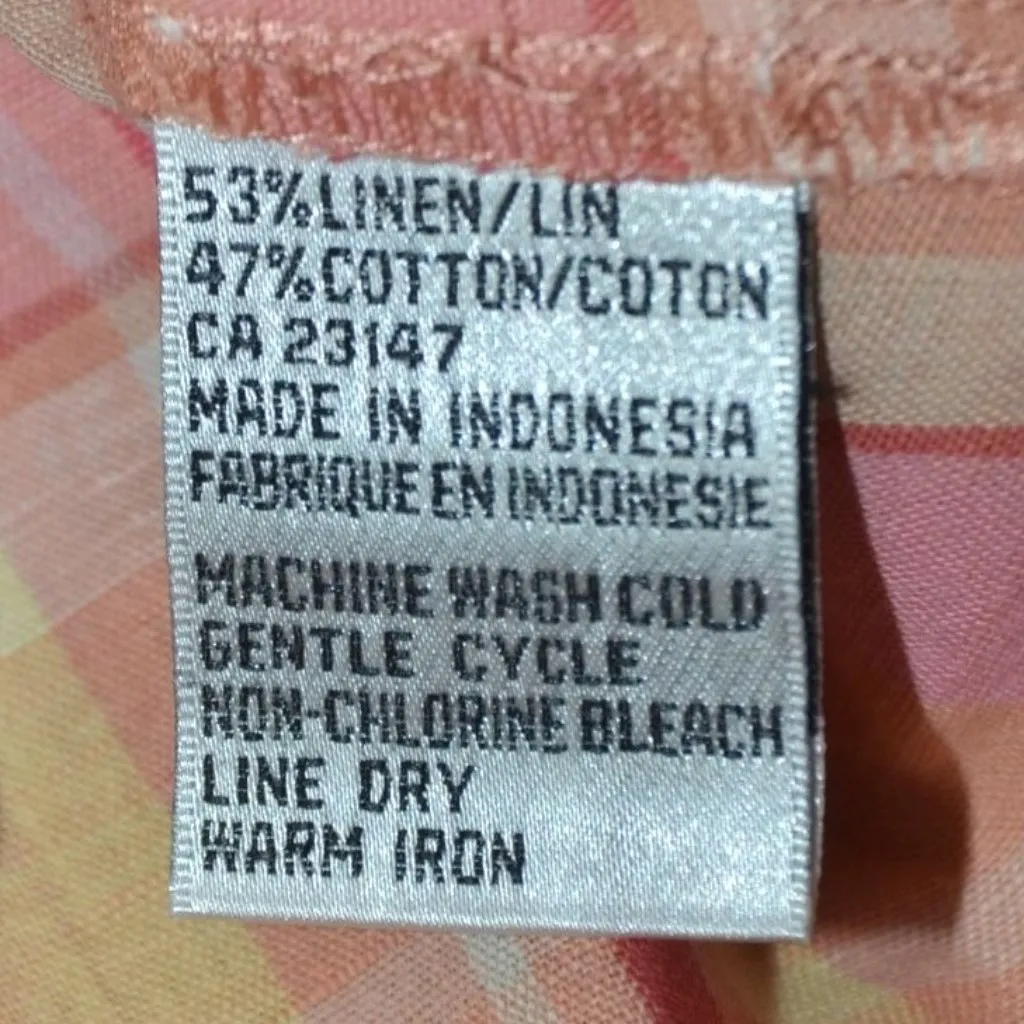 53%LINEN/LIN
47%COTTON/COTON
CA 23147
MADE IN INDONESIA
FABRIQUE EN INDONESIE
MACHINE WASH COLD
GENTLE CYCLE
NON-CHLORINE BLEACH
LINE DRY
WARM IRON